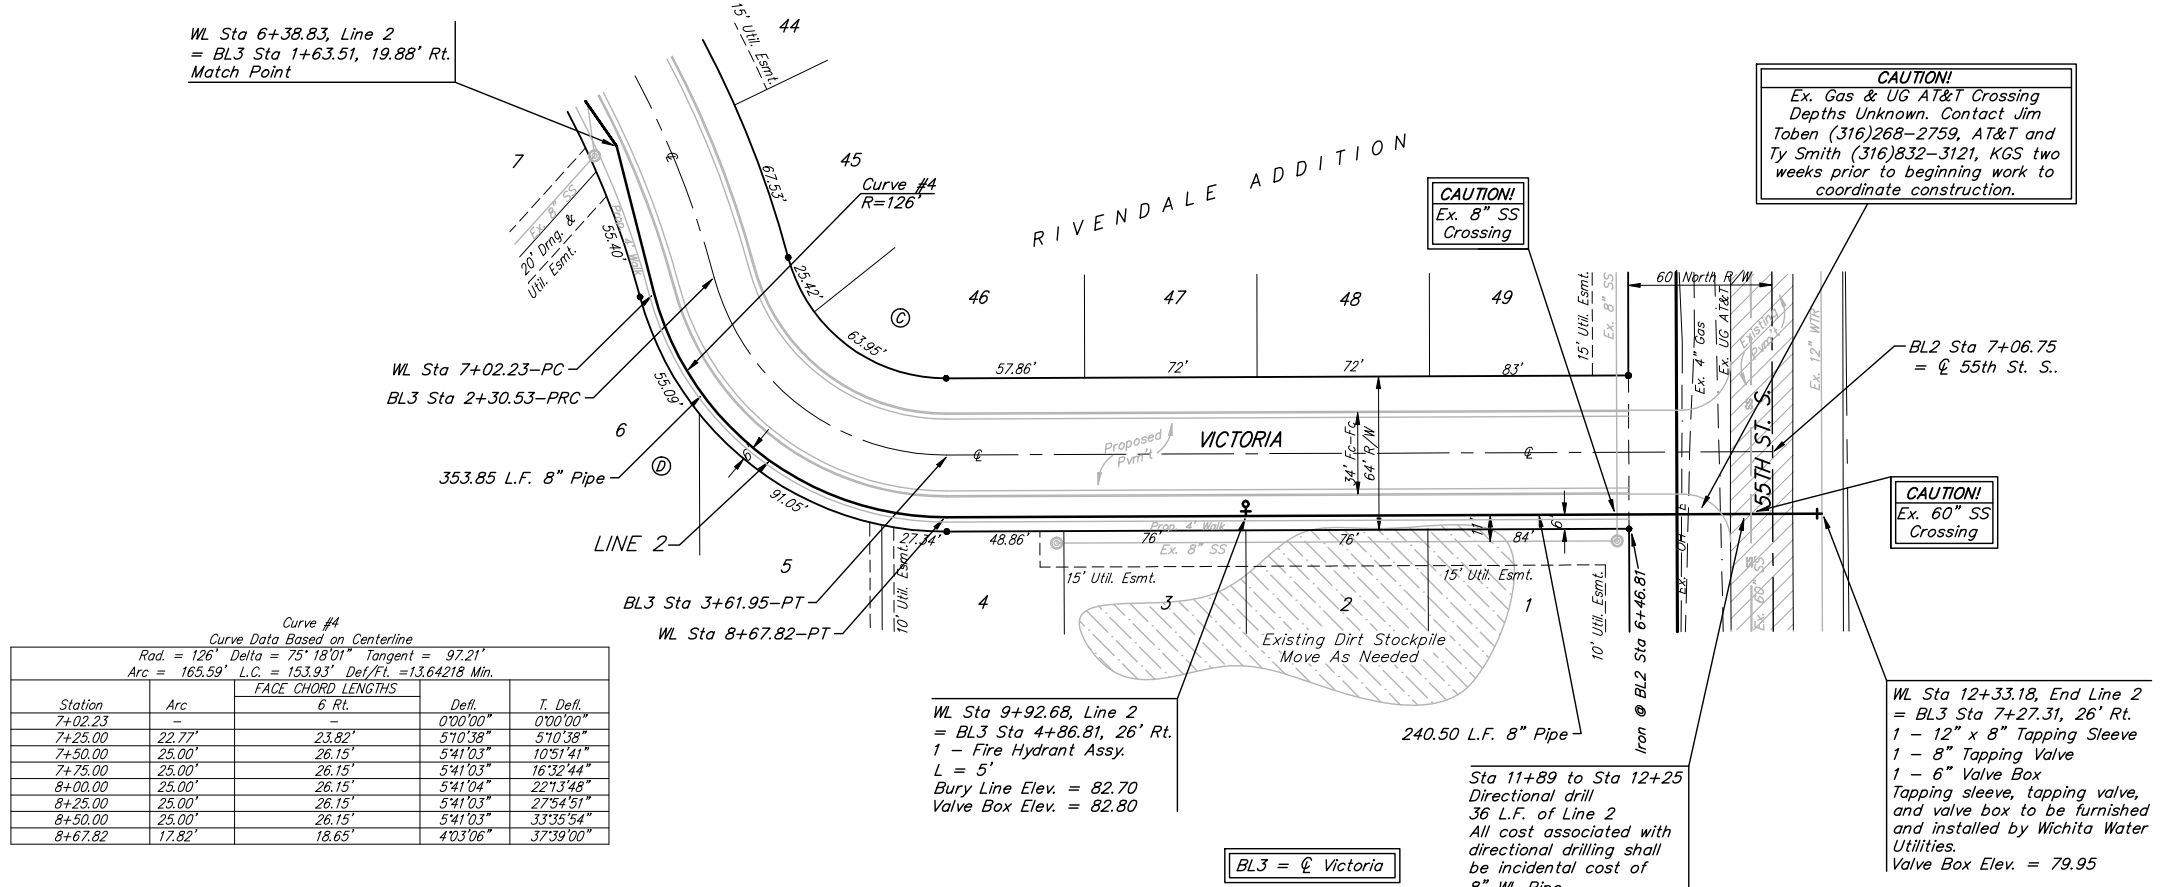 WL Sta 6+38.83, Line 2
= BL3 Sta 1+63.51, 19.88' Rt.
Match Point
15' Util. Esmt.
44
7
45
67.53'
Curve #4
R=126'
RIVENDALE ADDITION
CAUTION!
Ex. Gas & UG AT&T Crossing
Depths Unknown. Contact Jim
Toben (316)268-2759, AT&T and
Ty Smith (316)832-3121, KGS two
weeks prior to beginning work to
coordinate construction.
CAUTION!
Ex. 8" SS
Crossing
Ex. 8" SS
20' Drng. &
Util. Esmt.
Prop. 4' Walk
55.40'
25.42'
63.95'
C
46
47
48
49
15' Util. Esmt.
Ex. 8" SS
60' North R/W
Ex. 4" Gas
Ex. UG AT&T
Existing
Pvm't
Ex. 12" WTR
BL2 Sta 7+06.75
= ℄ 55th St. S..
57.86'
72'
72'
83'
WL Sta 7+02.23-PC
BL3 Sta 2+30.53-PRC
55.09'
6
D
353.85 L.F. 8" Pipe
6'
91.05'
LINE 2
℄
Proposed
Pvm't
VICTORIA
34' Fc-Fc
64' R/W
℄
℄
55TH ST. S.
SS
CAUTION!
Ex. 60" SS
Crossing
Prop. 4' Walk
11'
6'
27.34'
48.86'
76'
76'
84'
Ex. 8" SS
15' Util. Esmt.
15' Util. Esmt.
10' Util. Esmt.
10' Util. Esmt.
5
4
3
2
1
Ex. OH E
SS
Ex. 60" SS
BL3 Sta 3+61.95-PT
WL Sta 8+67.82-PT
Existing Dirt Stockpile
Move As Needed
Iron @ BL2 Sta 6+46.81
Curve #4
Curve Data Based on Centerline
Rad. = 126' Delta = 75°18'01" Tangent = 97.21'
Arc = 165.59' L.C. = 153.93' Def/Ft. =13.64218 Min.
FACE CHORD LENGTHS
Station Arc 6 Rt. Defl. T. Defl.
7+02.23 - - 0°00'00" 0°00'00"
7+25.00 22.77' 23.82' 5°10'38" 5°10'38"
7+50.00 25.00' 26.15' 5°41'03" 10°51'41"
7+75.00 25.00' 26.15' 5°41'03" 16°32'44"
8+00.00 25.00' 26.15' 5°41'04" 22°13'48"
8+25.00 25.00' 26.15' 5°41'03" 27°54'51"
8+50.00 25.00' 26.15' 5°41'03" 33°35'54"
8+67.82 17.82' 18.65' 4°03'06" 37°39'00"
WL Sta 9+92.68, Line 2
= BL3 Sta 4+86.81, 26' Rt.
1 - Fire Hydrant Assy.
L = 5'
Bury Line Elev. = 82.70
Valve Box Elev. = 82.80
240.50 L.F. 8" Pipe
Sta 11+89 to Sta 12+25
Directional drill
36 L.F. of Line 2
All cost associated with
directional drilling shall
be incidental cost of
8" WL Pipe
WL Sta 12+33.18, End Line 2
= BL3 Sta 7+27.31, 26' Rt.
1 - 12" x 8" Tapping Sleeve
1 - 8" Tapping Valve
1 - 6" Valve Box
Tapping sleeve, tapping valve,
and valve box to be furnished
and installed by Wichita Water
Utilities.
Valve Box Elev. = 79.95
BL3 = ℄ Victoria